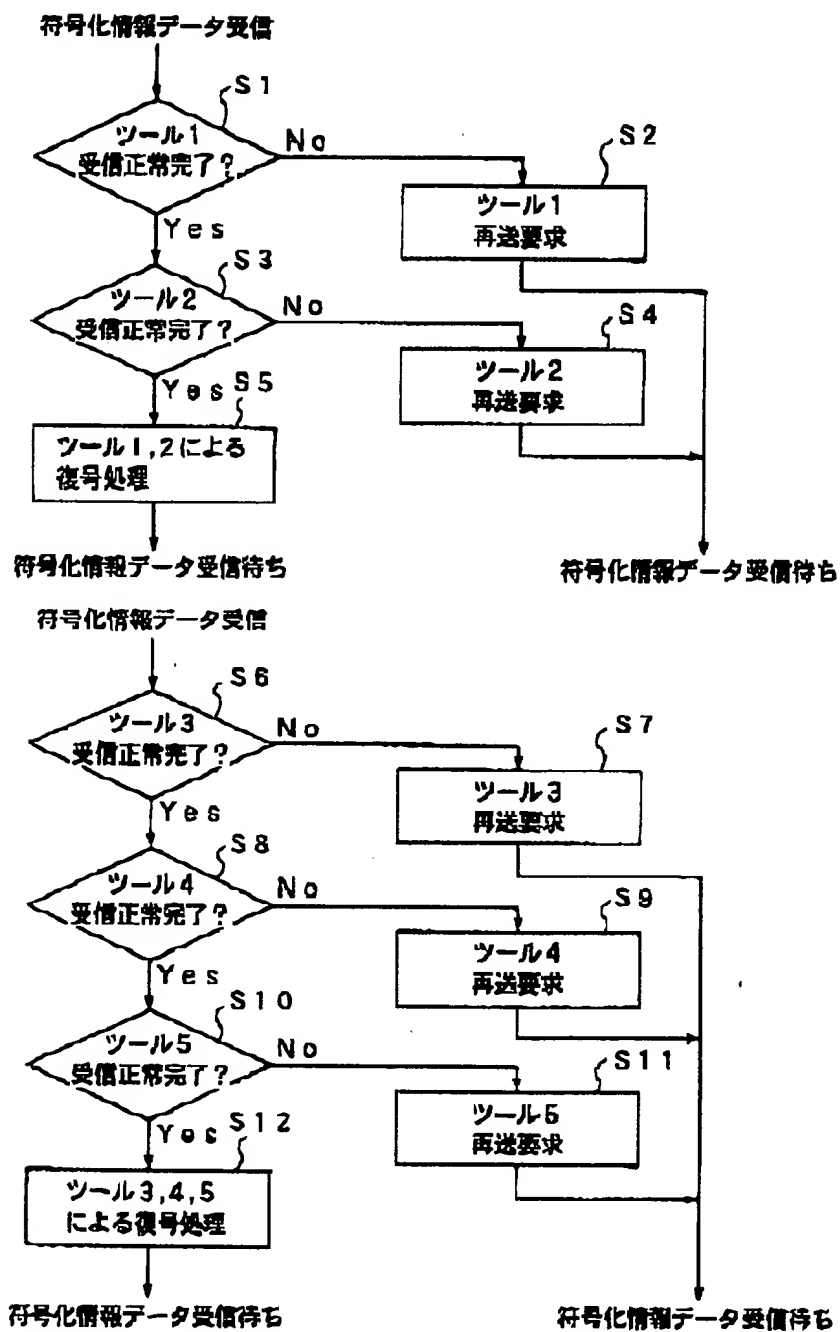 符号化情報データ受信
S1
ツール1
受信正常完了?
No
S2
ツール1
再送要求
Yes
S3
ツール2
受信正常完了?
No
S4
ツール2
再送要求
Yes
S5
ツール1,2による
復号処理
符号化情報データ受信待ち
符号化情報データ受信待ち
符号化情報データ受信
S6
ツール3
受信正常完了?
No
S7
ツール3
再送要求
Yes
S8
ツール4
受信正常完了?
No
S9
ツール4
再送要求
Yes
S10
ツール5
受信正常完了?
No
S11
ツール5
再送要求
Yes
S12
ツール3,4,5
による復号処理
符号化情報データ受信待ち
符号化情報データ受信待ち